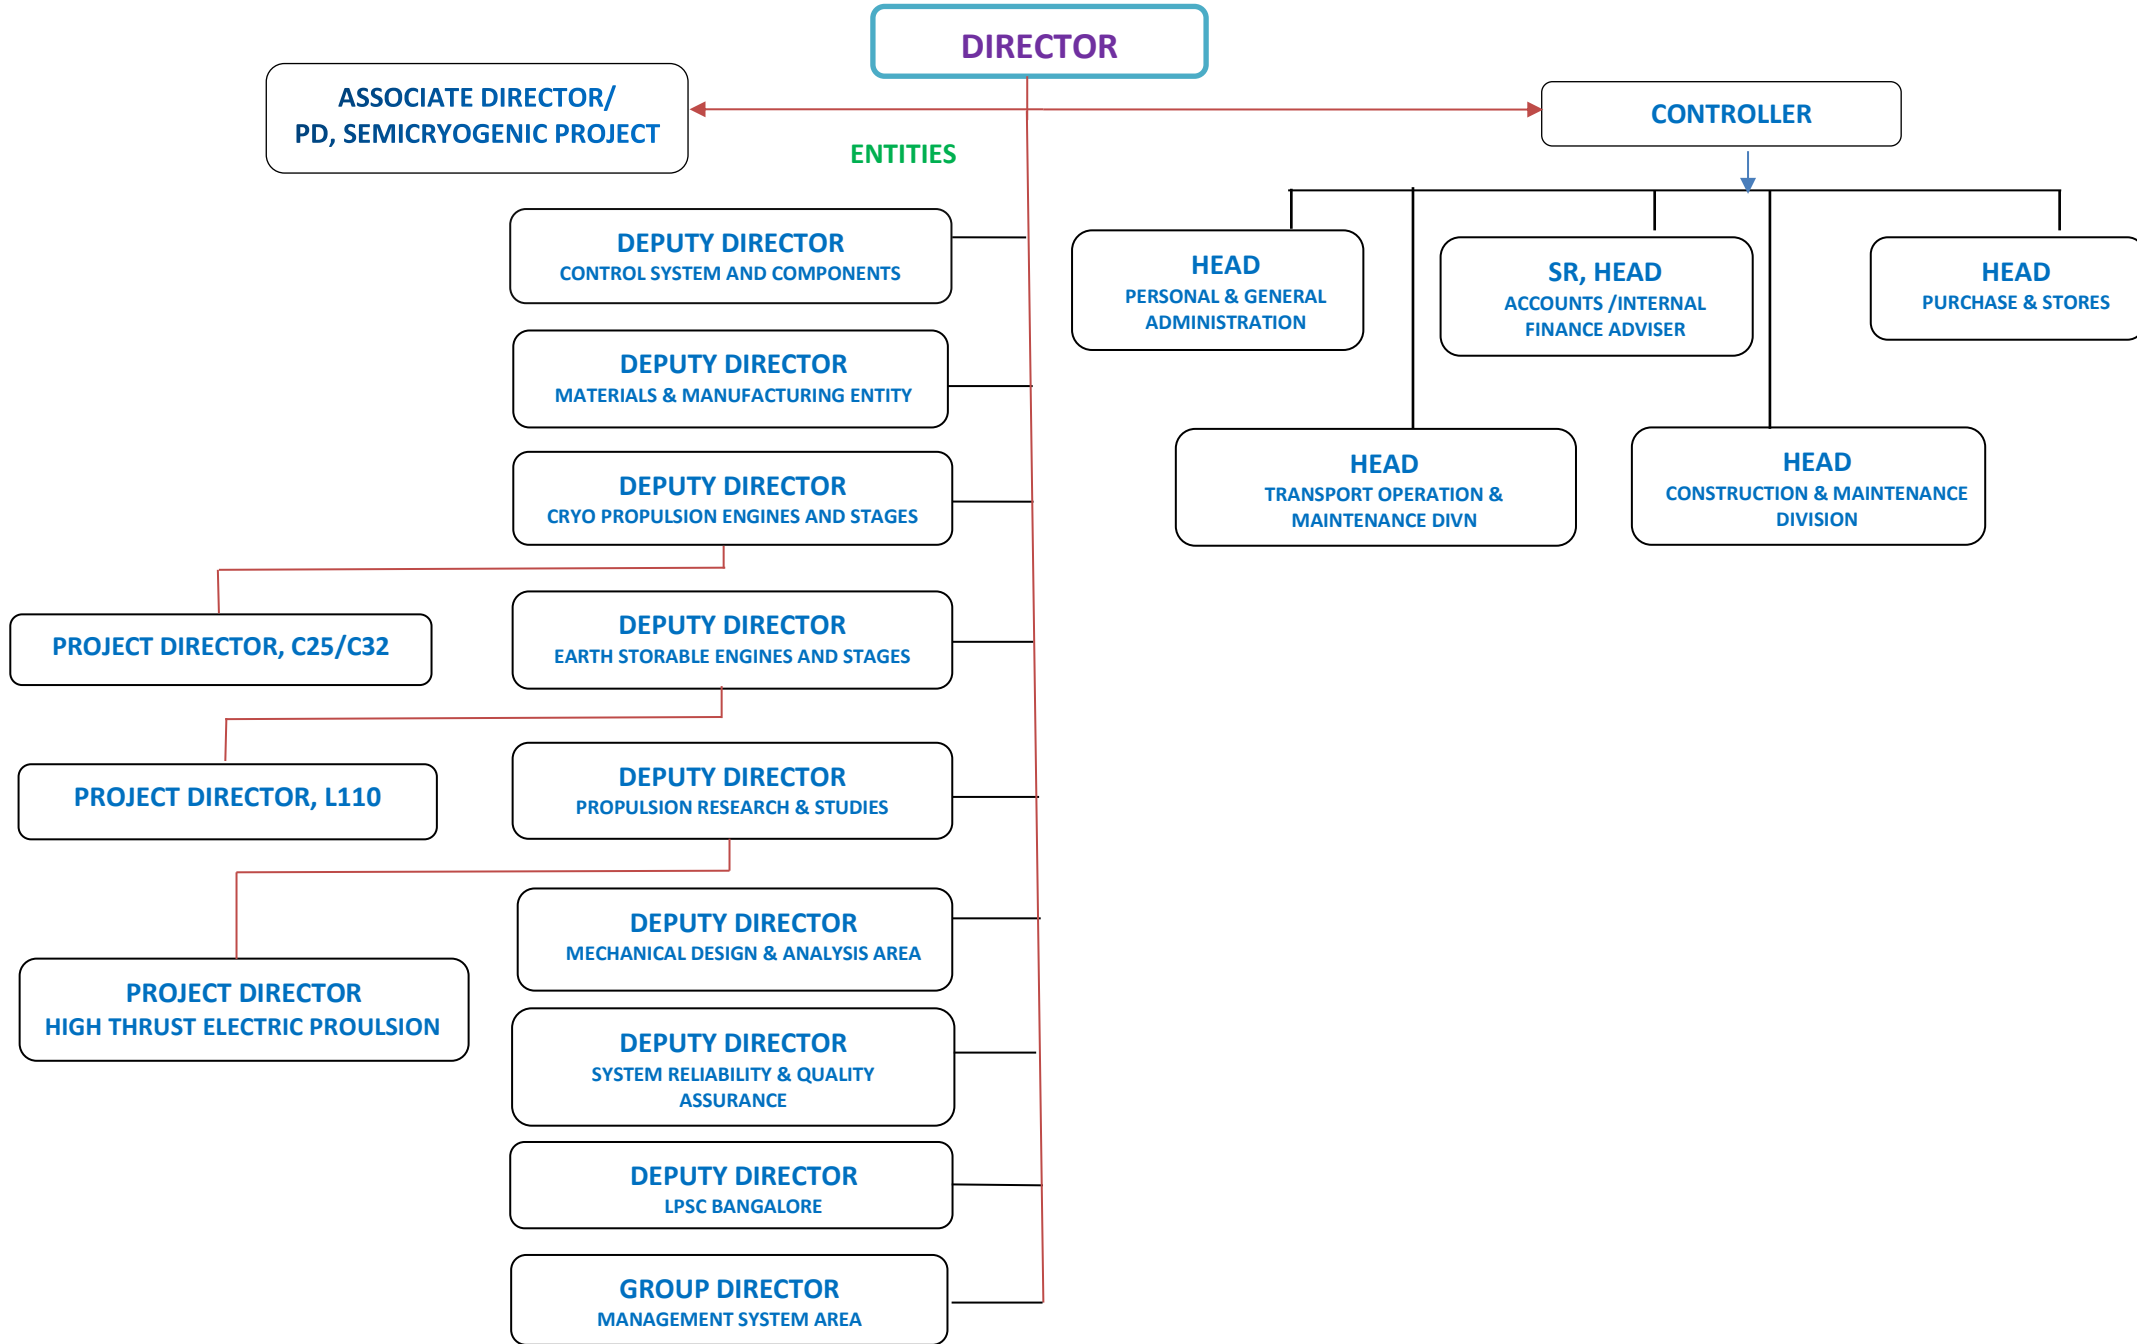 DIRECTOR
ASSOCIATE DIRECTOR/
PD, SEMICRYOGENIC PROJECT
CONTROLLER
ENTITIES
DEPUTY DIRECTOR
CONTROL SYSTEM AND COMPONENTS
HEAD
PERSONAL & GENERAL
ADMINISTRATION
SR, HEAD
ACCOUNTS /INTERNAL
FINANCE ADVISER
HEAD
PURCHASE & STORES
DEPUTY DIRECTOR
MATERIALS & MANUFACTURING ENTITY
HEAD
TRANSPORT OPERATION &
MAINTENANCE DIVN
HEAD
CONSTRUCTION & MAINTENANCE
DIVISION
DEPUTY DIRECTOR
CRYO PROPULSION ENGINES AND STAGES
PROJECT DIRECTOR, C25/C32
DEPUTY DIRECTOR
EARTH STORABLE ENGINES AND STAGES
PROJECT DIRECTOR, L110
DEPUTY DIRECTOR
PROPULSION RESEARCH & STUDIES
DEPUTY DIRECTOR
MECHANICAL DESIGN & ANALYSIS AREA
PROJECT DIRECTOR
HIGH THRUST ELECTRIC PROULSION
DEPUTY DIRECTOR
SYSTEM RELIABILITY & QUALITY
ASSURANCE
DEPUTY DIRECTOR
LPSC BANGALORE
GROUP DIRECTOR
MANAGEMENT SYSTEM AREA